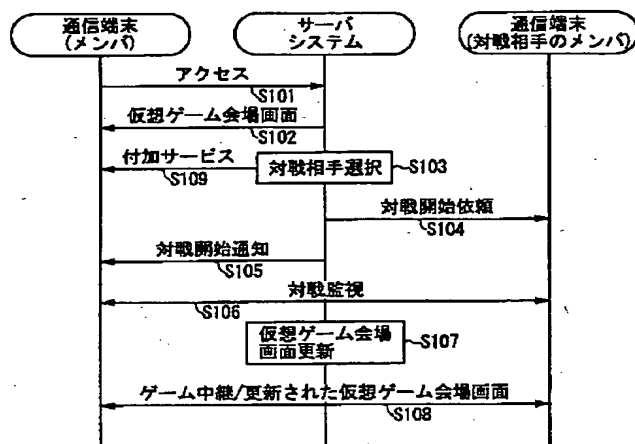 通信端末
(メンバ)
サーバ
システム
通信端末
(対戦相手のメンバ)
アクセス
S101
仮想ゲーム会場画面
S102
付加サービス
S109
対戦相手選択
S103
対戦開始依頼
S104
対戦開始通知
S105
対戦監視
S106
仮想ゲーム会場
画面更新
S107
ゲーム中継/更新された仮想ゲーム会場画面
S108